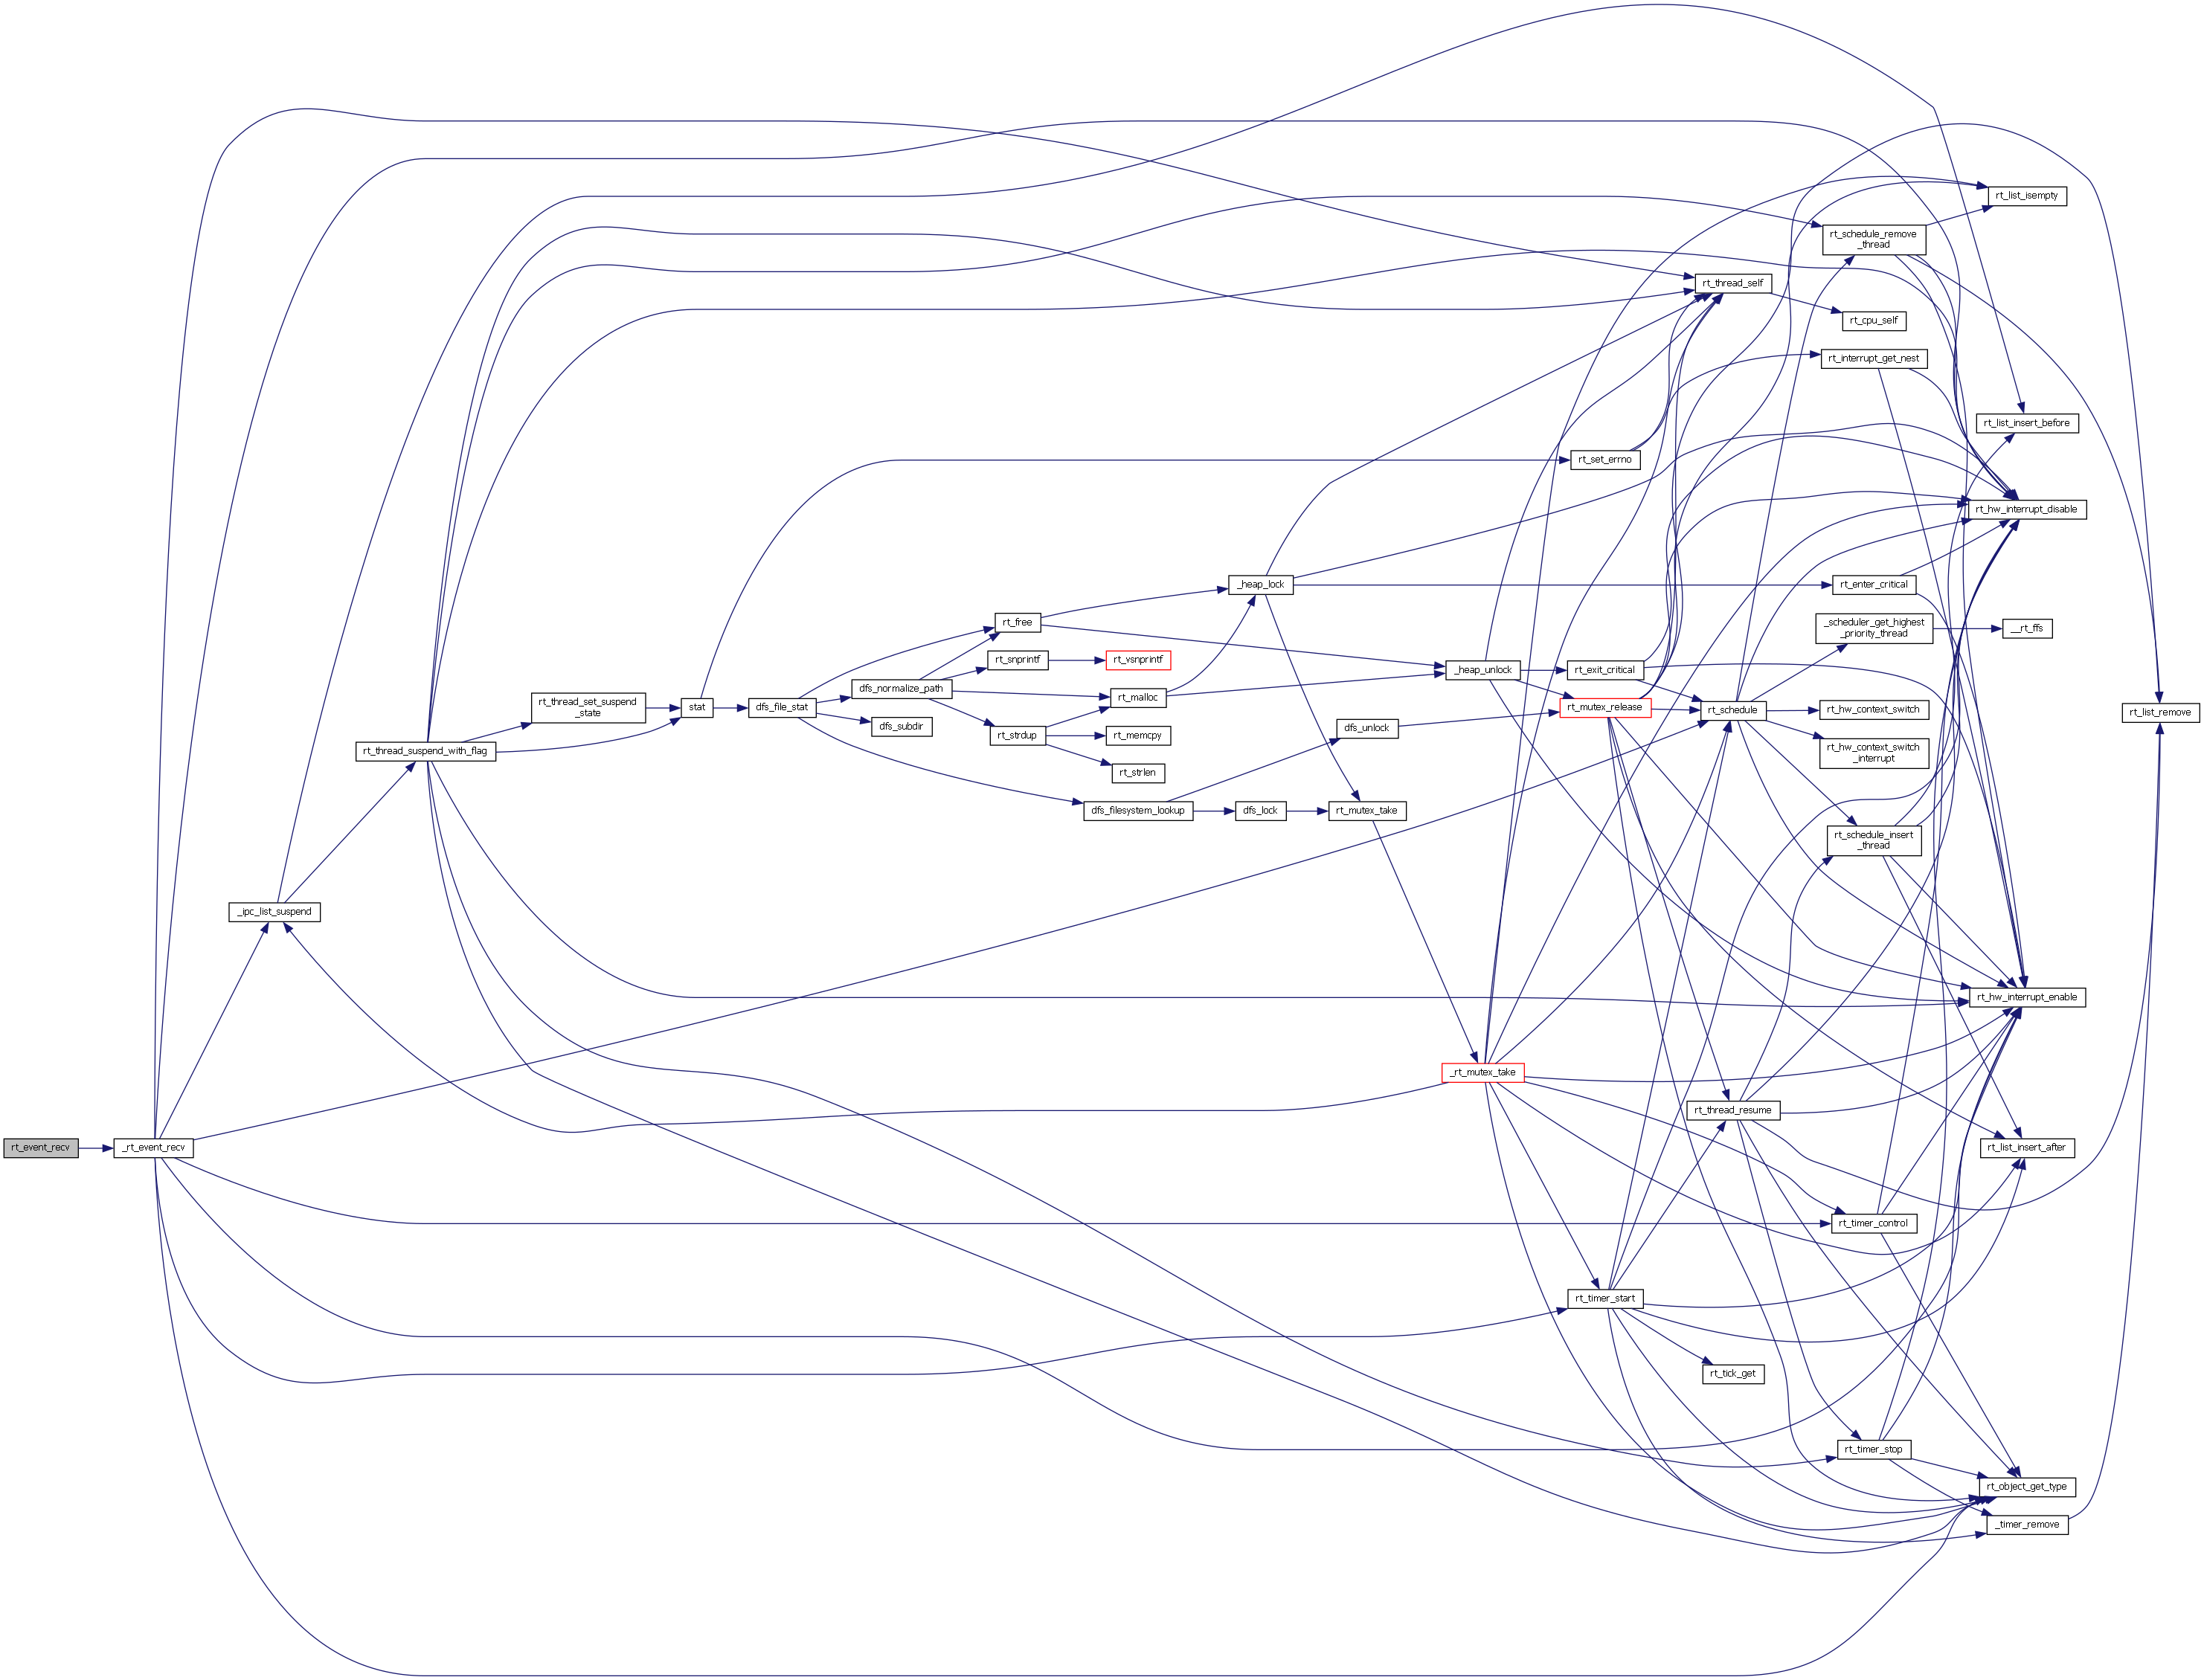 rt_event_recv
_rt_event_recv
_ipc_list_suspend
rt_thread_suspend_with_flag
rt_thread_set_suspend
_state
stat
dfs_file_stat
dfs_normalize_path
dfs_subdir
rt_free
rt_snprintf
rt_strdup
rt_vsnprintf
rt_malloc
rt_memcpy
rt_strlen
dfs_filesystem_lookup
_heap_lock
dfs_lock
dfs_unlock
rt_mutex_take
_heap_unlock
_rt_mutex_take
rt_set_errno
rt_exit_critical
rt_mutex_release
rt_timer_start
rt_thread_self
rt_schedule
rt_thread_resume
rt_tick_get
rt_schedule_remove
_thread
rt_cpu_self
rt_interrupt_get_nest
rt_enter_critical
_scheduler_get_highest
_priority_thread
rt_hw_context_switch
rt_hw_context_switch
_interrupt
rt_schedule_insert
_thread
rt_timer_control
rt_timer_stop
rt_list_isempty
rt_list_insert_before
rt_hw_interrupt_disable
__rt_ffs
rt_hw_interrupt_enable
rt_list_insert_after
rt_object_get_type
_timer_remove
rt_list_remove